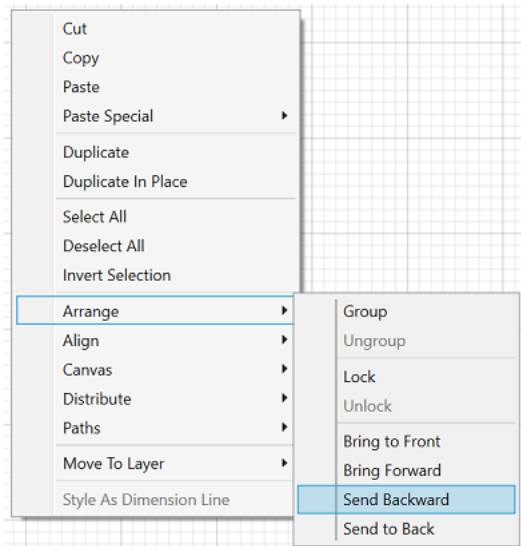 Cut
Copy
Paste
Paste Special
Duplicate
Duplicate In Place
Select All
Deselect All
Invert Selection
Arrange
Align
Canvas
Distribute
Paths
Move To Layer
Style As Dimension Line
Group
Ungroup
Lock
Unlock
Bring to Front
Bring Forward
Send Backward
Send to Back